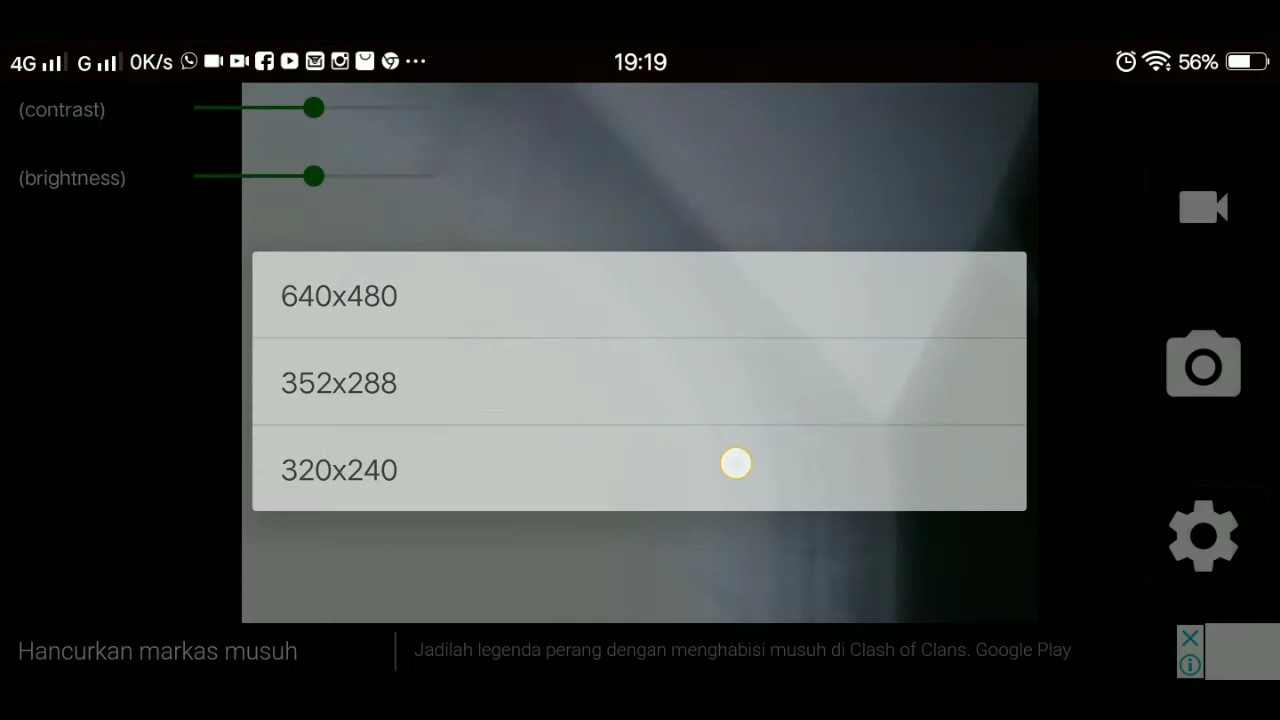 4G G 0K/s ... 19:19 56%
(contrast)
(brightness)
640x480
352x288
320x240
Hancurkan markas musuh
Jadilah legenda perang dengan menghabisi musuh di Clash of Clans. Google Play